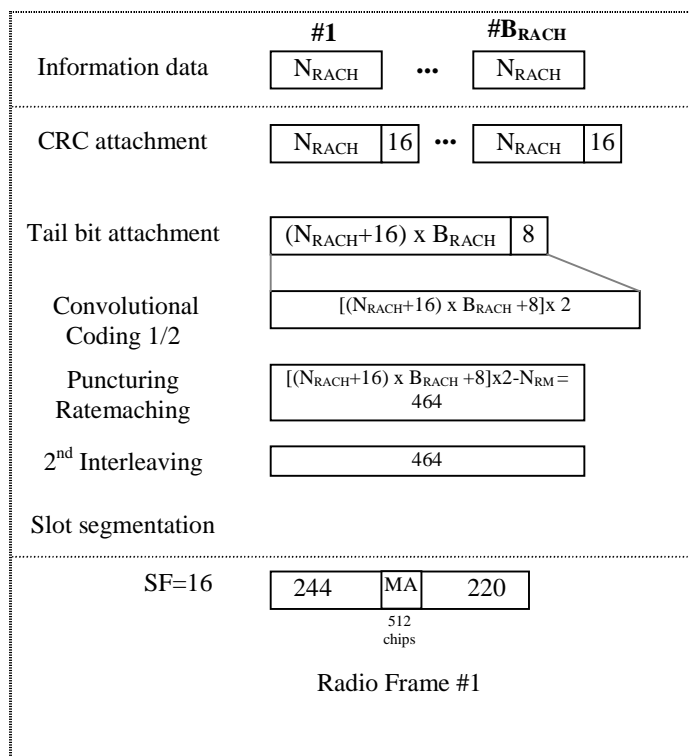 #1 #B_RACH
Information data N_RACH ... N_RACH
CRC attachment N_RACH 16 ... N_RACH 16
Tail bit attachment (N_RACH+16) x B_RACH 8
Convolutional
Coding 1/2
[(N_RACH+16) x B_RACH +8]x 2
Puncturing
Ratemaching
[(N_RACH+16) x B_RACH +8]x2-N_RM =
464
2nd Interleaving 464
Slot segmentation
SF=16 244 MA 220
512
chips
Radio Frame #1